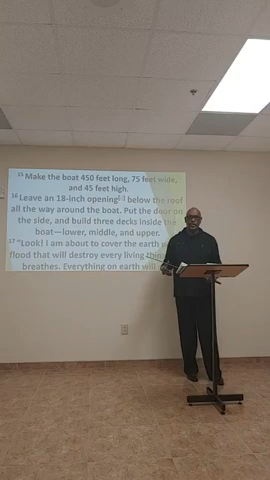 15 Make the boat 450 feet long, 75 feet wide,
and 45 feet high.
16 Leave an 18-inch opening[c] below the roof
all the way around the boat. Put the door on
the side, and build three decks inside the
boat—lower, middle, and upper.
17 "Look! I am about to cover the earth
flood that will destroy every living thin
breathes. Everything on earth will